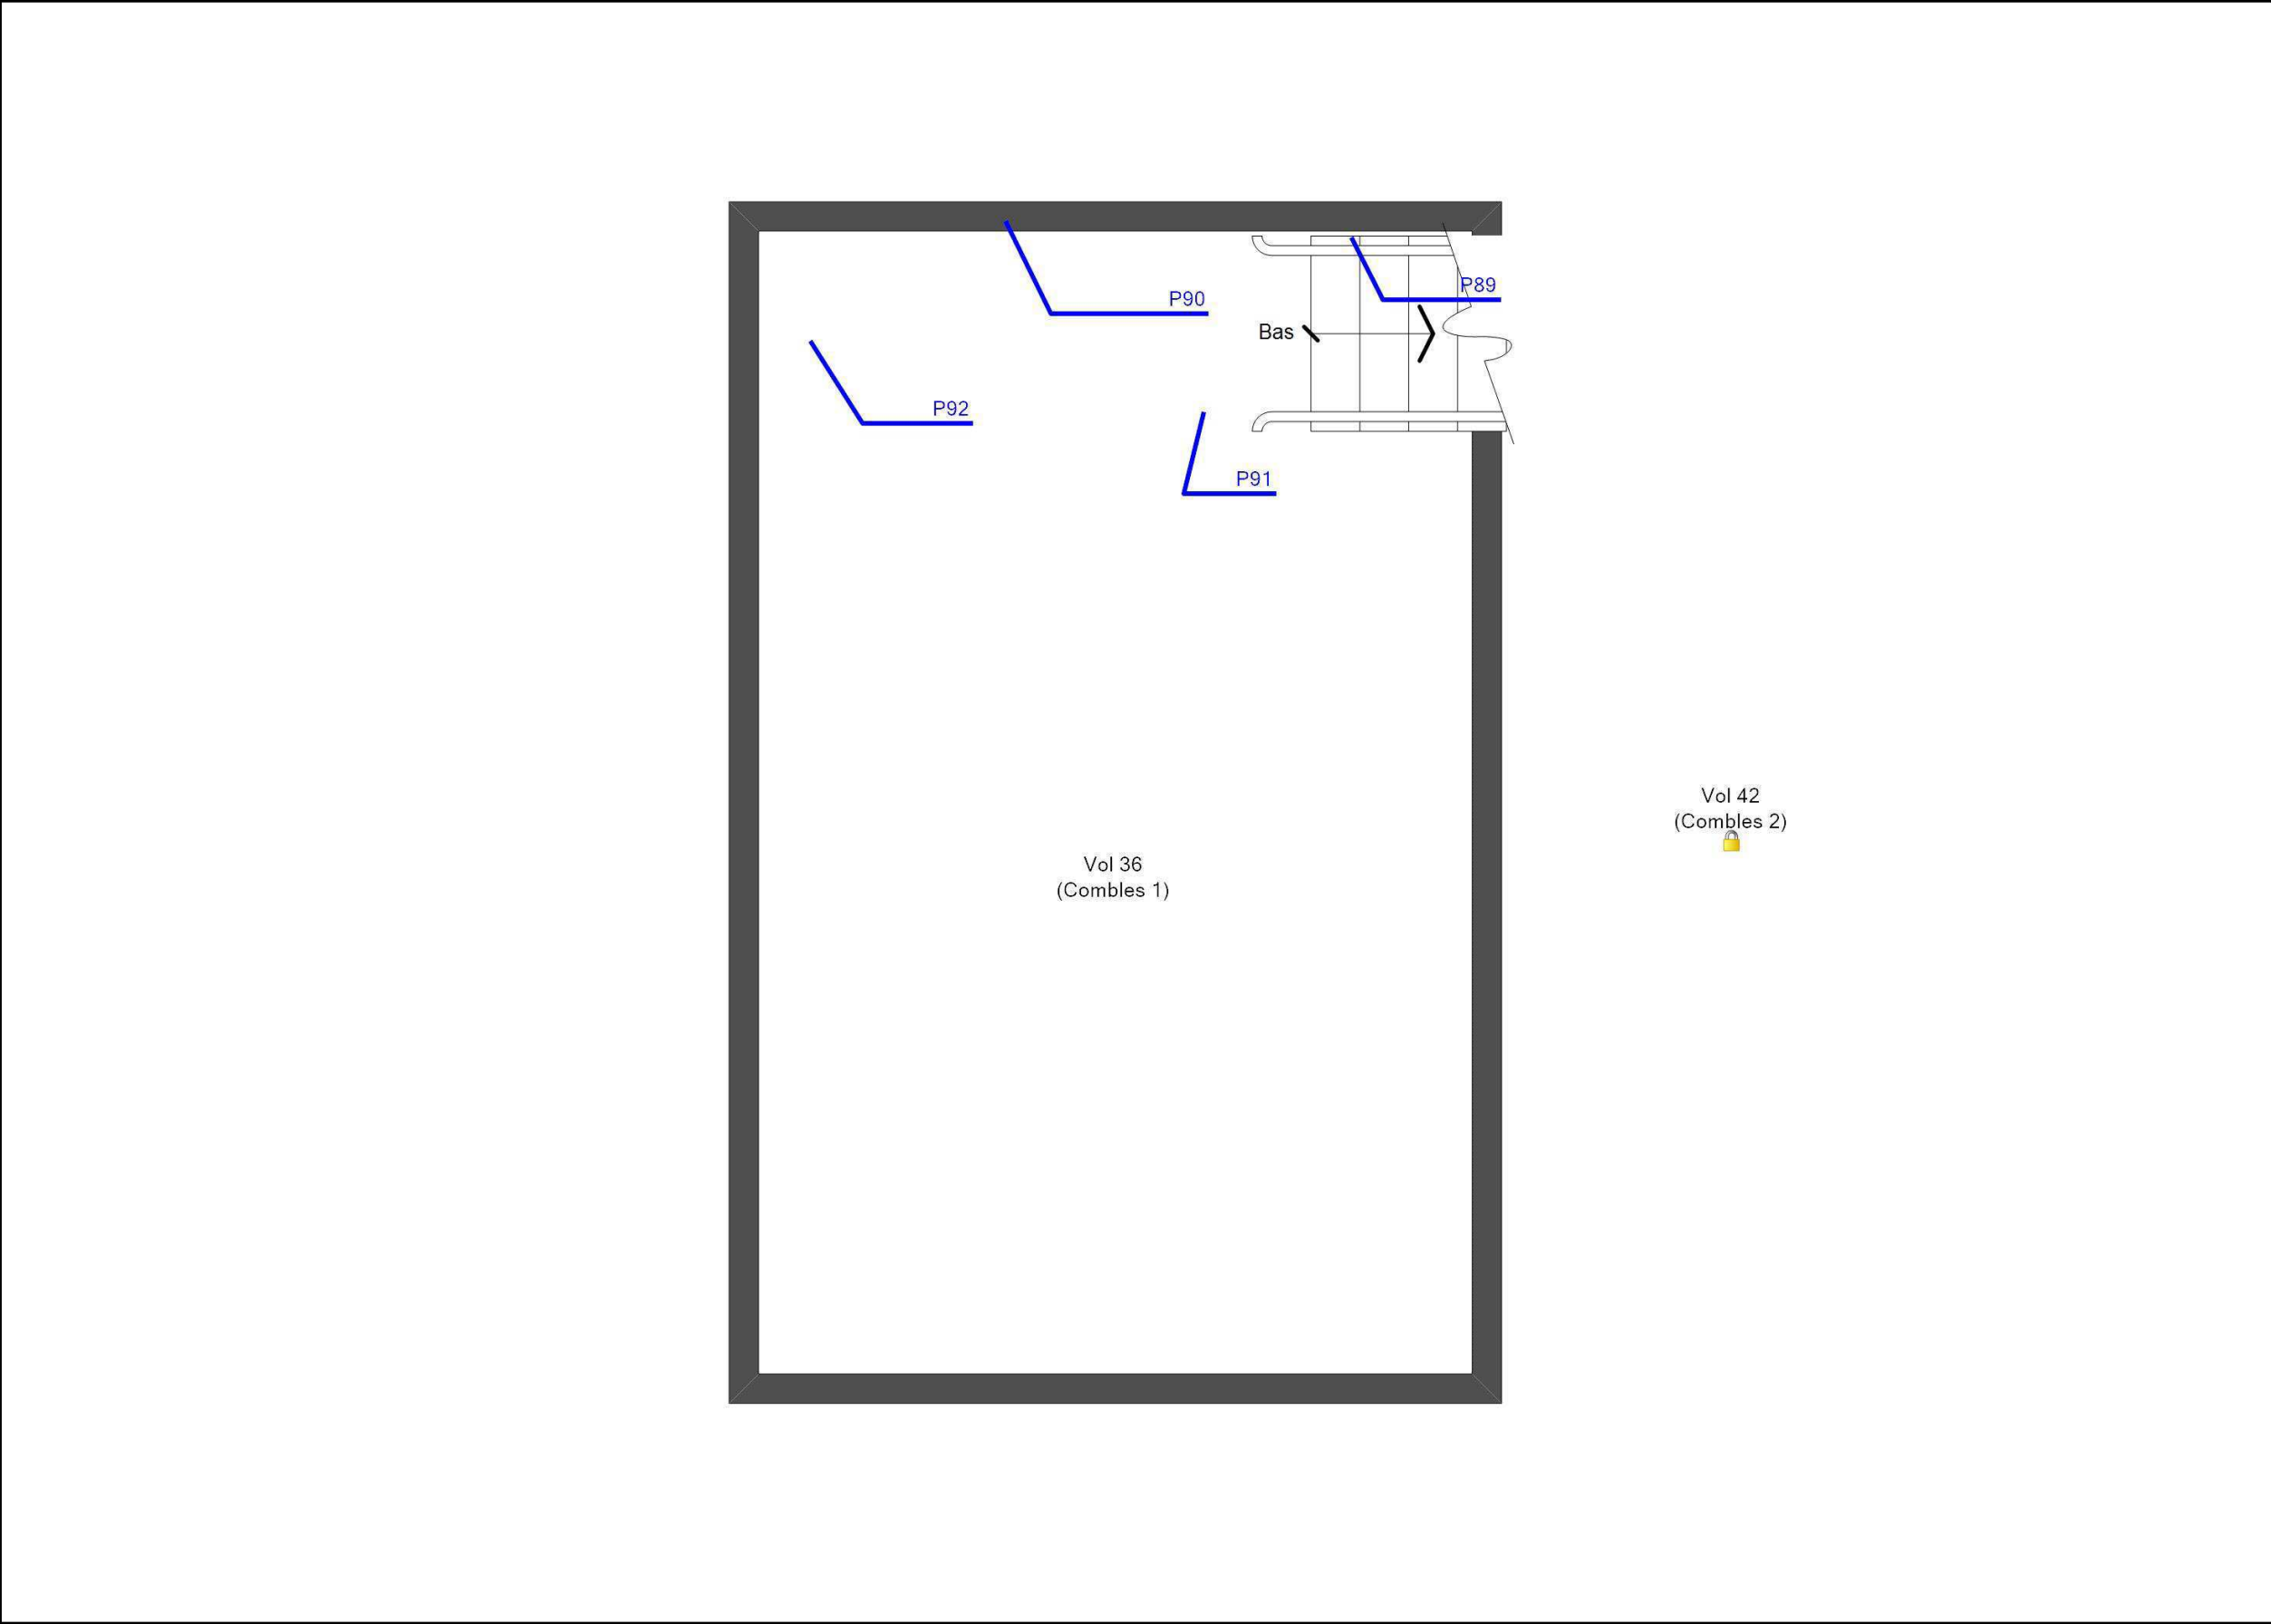 P89
P90
Bas
P92
P91
Vol 42
(Combles 2)
Vol 36
(Combles 1)